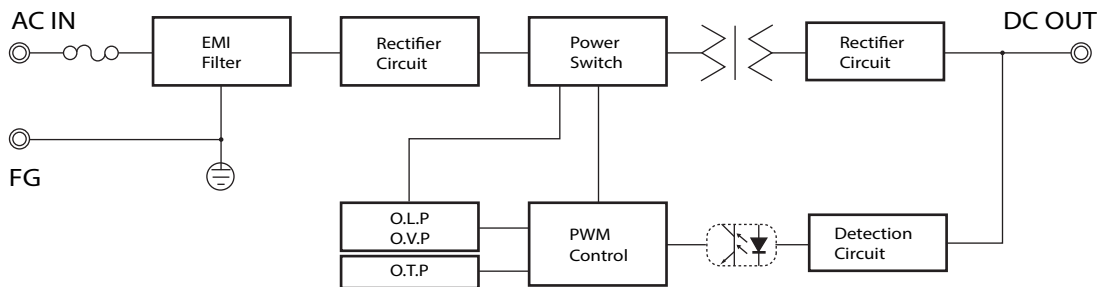 AC IN
DC OUT
EMI
Filter
Rectifier
Circuit
Power
Switch
Rectifier
Circuit
FG
O.L.P
O.V.P
O.T.P
PWM
Control
Detection
Circuit